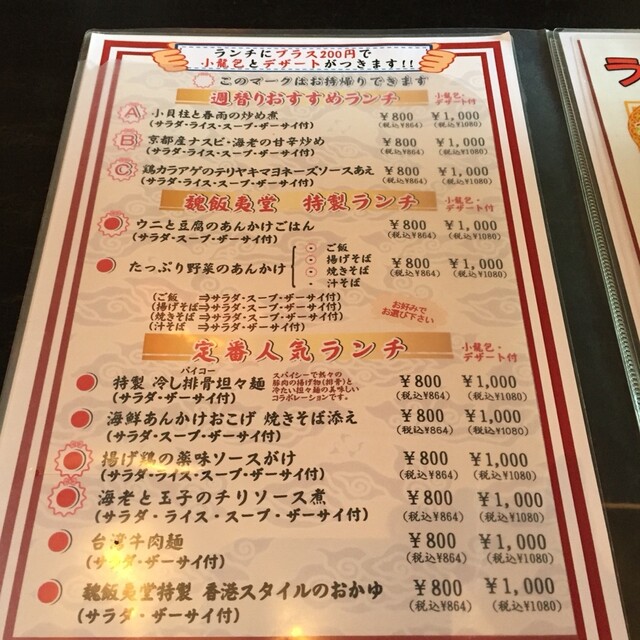 ランチにプラス200円で
小龍包とデザートがつきます!!
このマークはお持帰りできます
週替りおすすめランチ 小龍包・デザート付
A 小貝柱と春雨の炒め煮 ¥800 ¥1,000
(サラダ・ライス・スープ・ザーサイ付) (税込¥864) (税込¥1080)
B 京都産ナスビ・海老の甘辛炒め ¥800 ¥1,000
(サラダ・ライス・スープ・ザーサイ付) (税込¥864) (税込¥1080)
C 鶏カラアゲのテリヤキマヨネーズソースあえ ¥800 ¥1,000
(サラダ・ライス・スープ・ザーサイ付) (税込¥864) (税込¥1080)
魏飯夷堂 特製ランチ 小龍包・デザート付
ウニと豆腐のあんかけごはん ¥800 ¥1,000
(サラダ・スープ・ザーサイ付) (税込¥864) (税込¥1080)
たっぷり野菜のあんかけ ¥800 ¥1,000
(税込¥864) (税込¥1080)
・ご飯
・揚げそば
・焼きそば
・汁そば
(ご飯 ⇒サラダ・スープ・ザーサイ付)
(揚げそば⇒サラダ・スープ・ザーサイ付)
(焼きそば⇒サラダ・スープ・ザーサイ付)
(汁そば ⇒サラダ・ザーサイ付)
お好みで
お選び下さい
定番人気ランチ 小龍包・デザート付
パイコー
特製 冷し排骨坦々麺 ¥800 ¥1,000
(サラダ・ザーサイ付) (税込¥864) (税込¥1080)
スパイシーで熱々の
豚肉の揚げ物(排骨)と
冷たい坦々麺の美味しい
コラボレーションです。
海鮮あんかけおこげ 焼きそば添え ¥800 ¥1,000
(サラダ・スープ・ザーサイ付) (税込¥864) (税込¥1080)
揚げ鶏の薬味ソースがけ ¥800 ¥1,000
(サラダ・ライス・スープ・ザーサイ付) (税込¥864) (税込¥1080)
海老と玉子のチリソース煮 ¥800 ¥1,000
(サラダ・ライス・スープ・ザーサイ付) (税込¥864) (税込¥1080)
台湾牛肉麺 ¥800 ¥1,000
(サラダ・ザーサイ付) (税込¥864) (税込¥1080)
魏飯夷堂特製 香港スタイルのおかゆ ¥800 ¥1,000
(サラダ・ザーサイ付) (税込¥864) (税込¥1080)
ラ